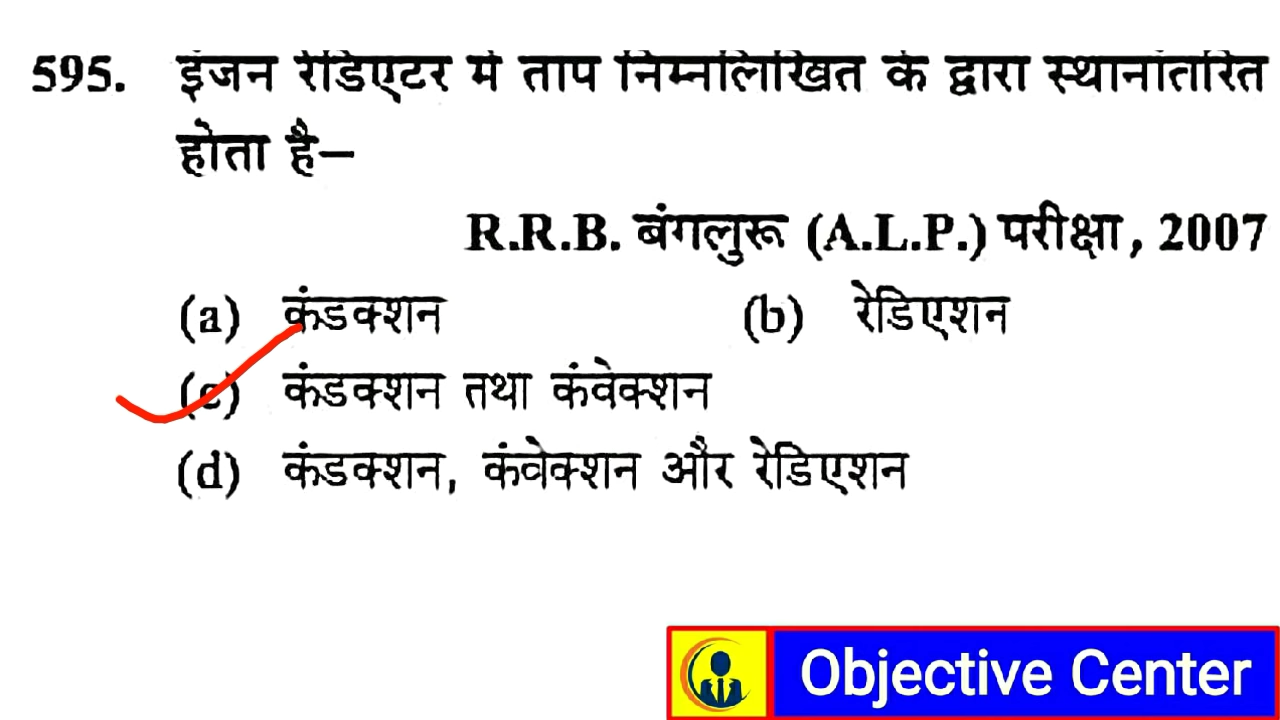 595. इंजन रेडिएटर में ताप निम्नलिखित के द्वारा स्थानांतरित
होता है–
R.R.B. बंगलुरू (A.L.P.) परीक्षा, 2007
(a) कंडक्शन (b) रेडिएशन
(c) कंडक्शन तथा कंवेक्शन
(d) कंडक्शन, कंवेक्शन और रेडिएशन
Objective Center